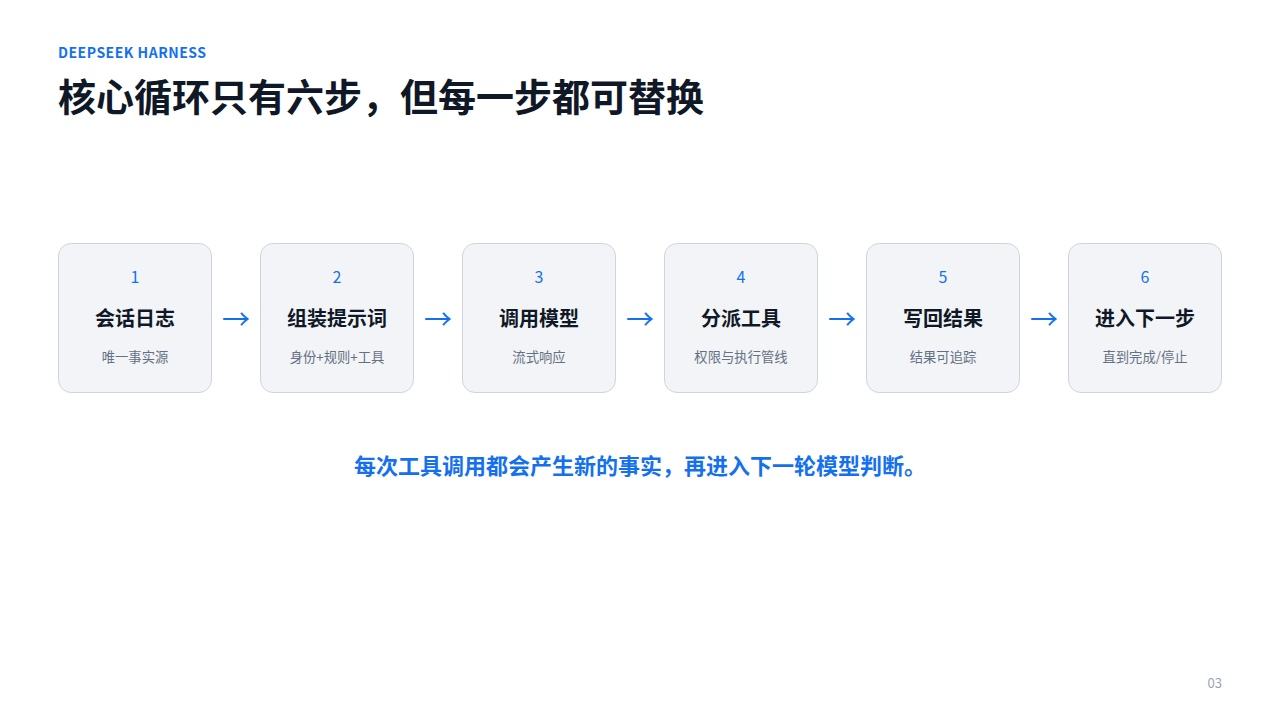 DEEPSEEK HARNESS
核心循环只有六步，但每一步都可替换
1
会话日志
唯一事实源
→
2
组装提示词
身份+规则+工具
→
3
调用模型
流式响应
→
4
分派工具
权限与执行管线
→
5
写回结果
结果可追踪
→
6
进入下一步
直到完成/停止
每次工具调用都会产生新的事实，再进入下一轮模型判断。
03